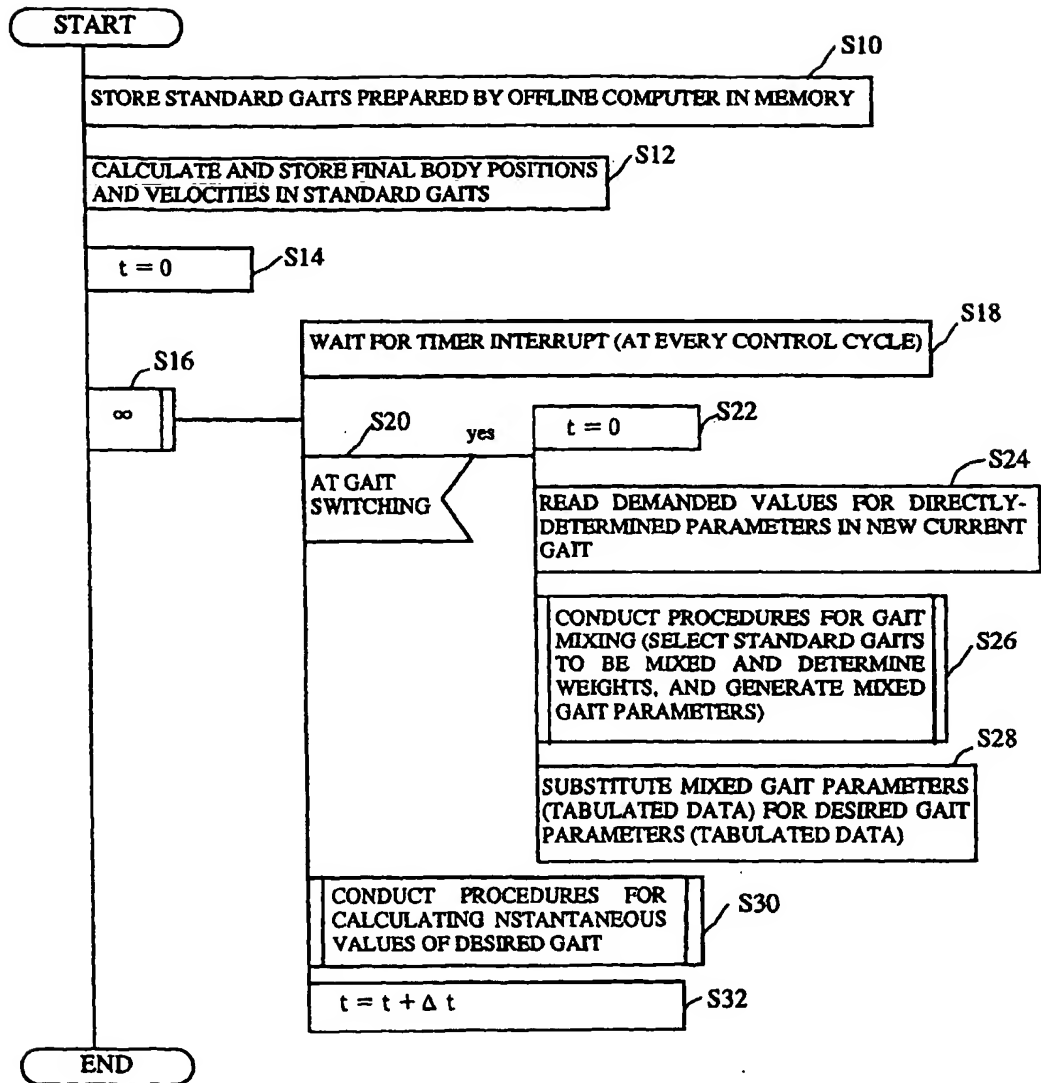 START
S10
STORE STANDARD GAITS PREPARED BY OFFLINE COMPUTER IN MEMORY
S12
CALCULATE AND STORE FINAL BODY POSITIONS
AND VELOCITIES IN STANDARD GAITS
S14
t = 0
S18
WAIT FOR TIMER INTERRUPT (AT EVERY CONTROL CYCLE)
S16
∞
S20
yes
AT GAIT
SWITCHING
S22
t = 0
S24
READ DEMANDED VALUES FOR DIRECTLY-
DETERMINED PARAMETERS IN NEW CURRENT
GAIT
CONDUCT PROCEDURES FOR GAIT
MIXING (SELECT STANDARD GAITS
TO BE MIXED AND DETERMINE
WEIGHTS, AND GENERATE MIXED
GAIT PARAMETERS)
S26
S28
SUBSTITUTE MIXED GAIT PARAMETERS
(TABULATED DATA) FOR DESIRED GAIT
PARAMETERS (TABULATED DATA)
CONDUCT PROCEDURES FOR
CALCULATING NSTANTANEOUS
VALUES OF DESIRED GAIT
S30
t = t + Δ t
S32
END